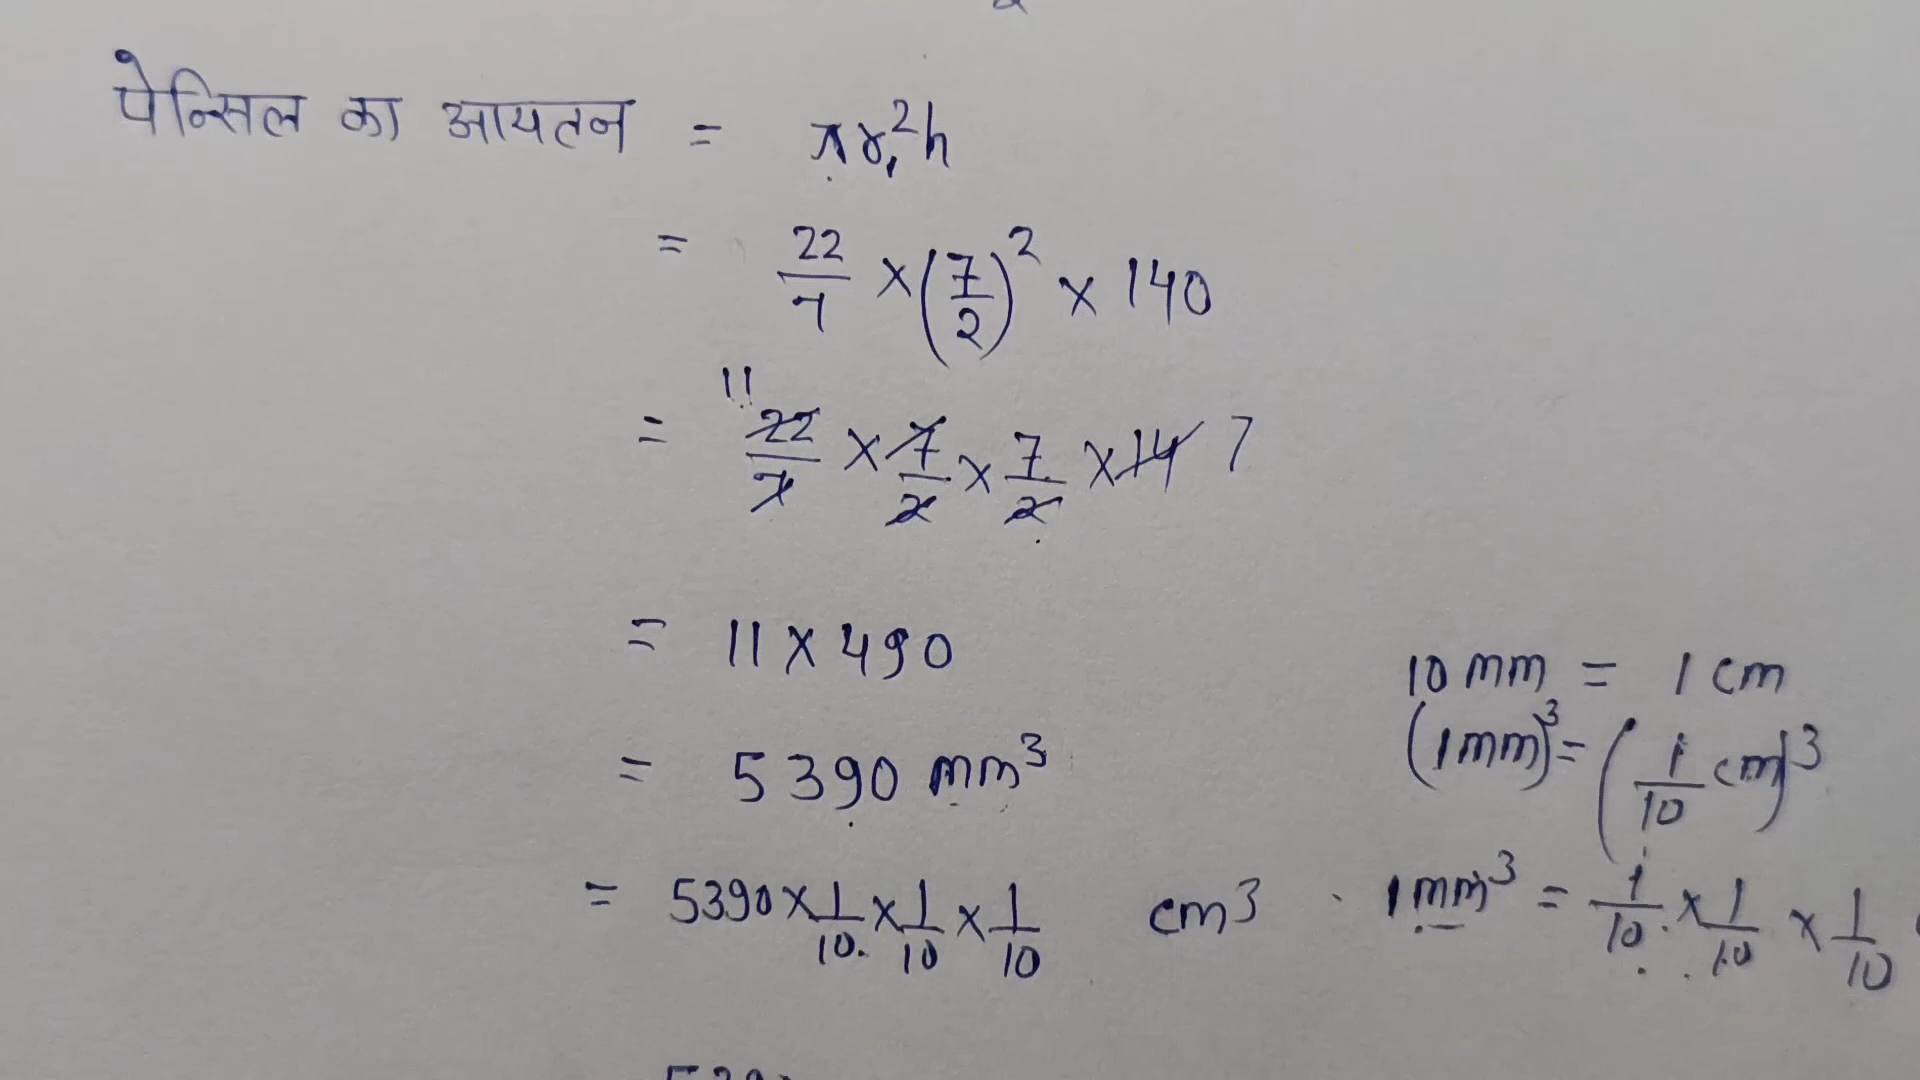 पेन्सिल का आयतन = πr₁²h
= 22/7 × (7/2)² × 140
11
= 22/7 × 7/2 × 7/2 × 14 7
= 11 × 490
= 5390 mm³
10 mm = 1 cm
(1mm)³ = (1/10 cm)³
= 5390 × 1/10 × 1/10 × 1/10 cm³
1mm³ = 1/10 × 1/10 × 1/10